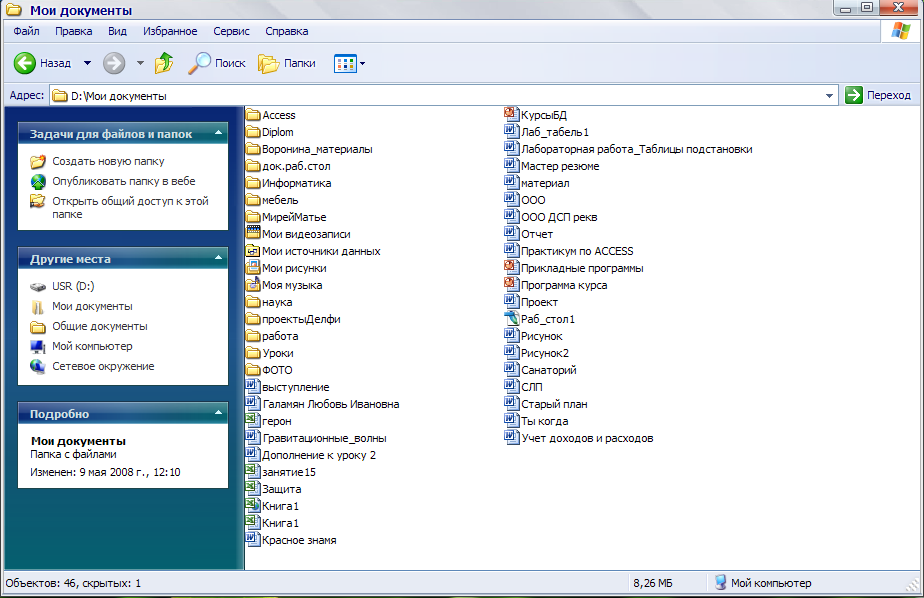 Мои документы
Файл Правка Вид Избранное Сервис Справка
Назад Поиск Папки
Адрес: D:\Мои документы Переход
Задачи для файлов и папок
Создать новую папку
Опубликовать папку в вебе
Открыть общий доступ к этой
папке
Другие места
USR (D:)
Мои документы
Общие документы
Мой компьютер
Сетевое окружение
Подробно
Мои документы
Папка с файлами
Изменен: 9 мая 2008 г., 12:10
Access
Diplom
Воронина_материалы
док.раб.стол
Информатика
мебель
МирейМатье
Мои видеозаписи
Мои источники данных
Мои рисунки
Моя музыка
наука
проектыДелфи
работа
Уроки
ФОТО
выступление
Галамян Любовь Ивановна
герон
Гравитационные_волны
Дополнение к уроку 2
занятие15
Защита
Книга1
Книга1
Красное знамя
КурсыБД
Лаб_табель1
Лабораторная работа_Таблицы подстановки
Мастер резюме
материал
ООО
ООО ДСП рекв
Отчет
Практикум по ACCESS
Прикладные программы
Программа курса
Проект
Раб_стол1
Рисунок
Рисунок2
Санаторий
СЛП
Старый план
Ты когда
Учет доходов и расходов
Объектов: 46, скрытых: 1 8,26 МБ Мой компьютер